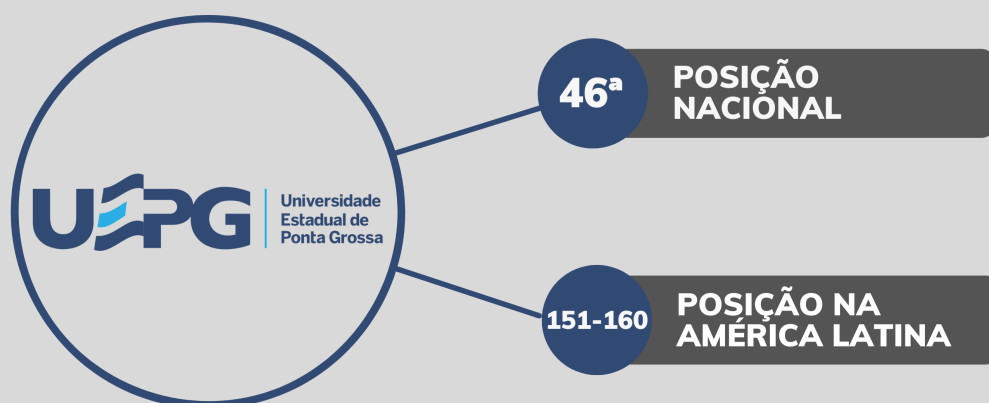 UEPG
Universidade
Estadual de
Ponta Grossa
46ª
POSIÇÃO
NACIONAL
151-160
POSIÇÃO NA
AMÉRICA LATINA